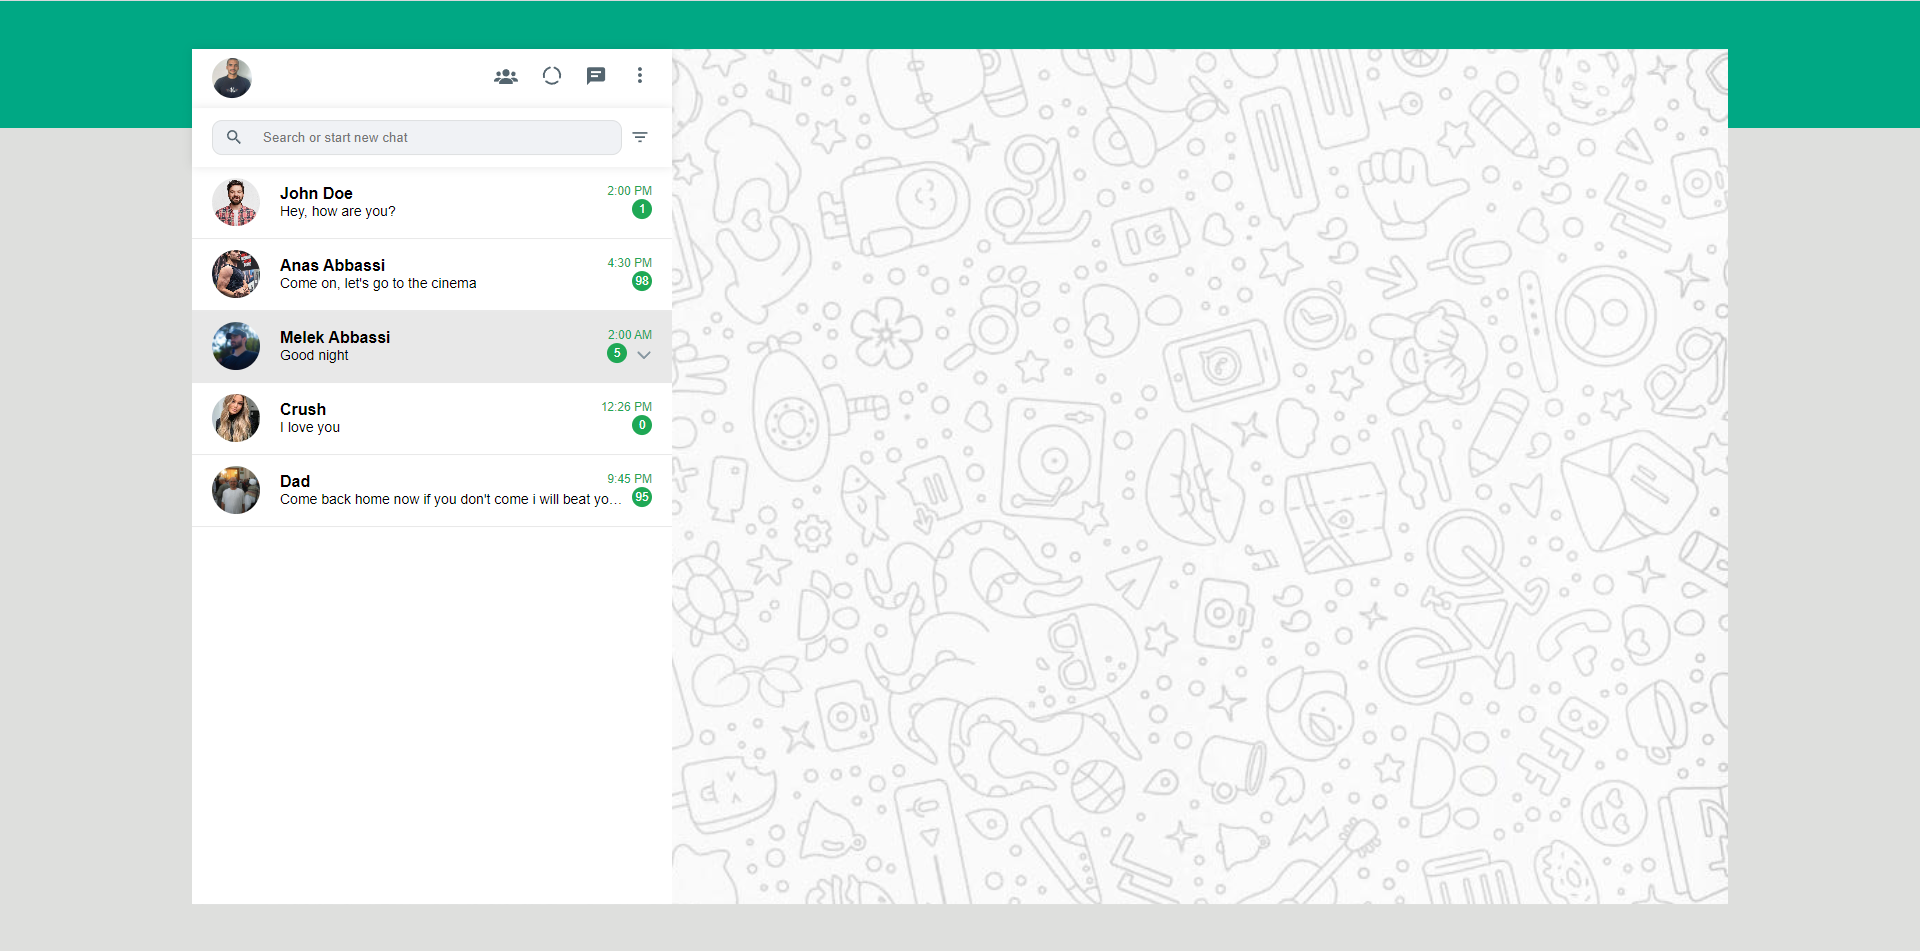 Search or start new chat
John Doe
2:00 PM
Hey, how are you?
1
Anas Abbassi
4:30 PM
Come on, let's go to the cinema
98
Melek Abbassi
2:00 AM
Good night
5
Crush
12:26 PM
I love you
0
Dad
9:45 PM
Come back home now if you don't come i will beat yo...
95